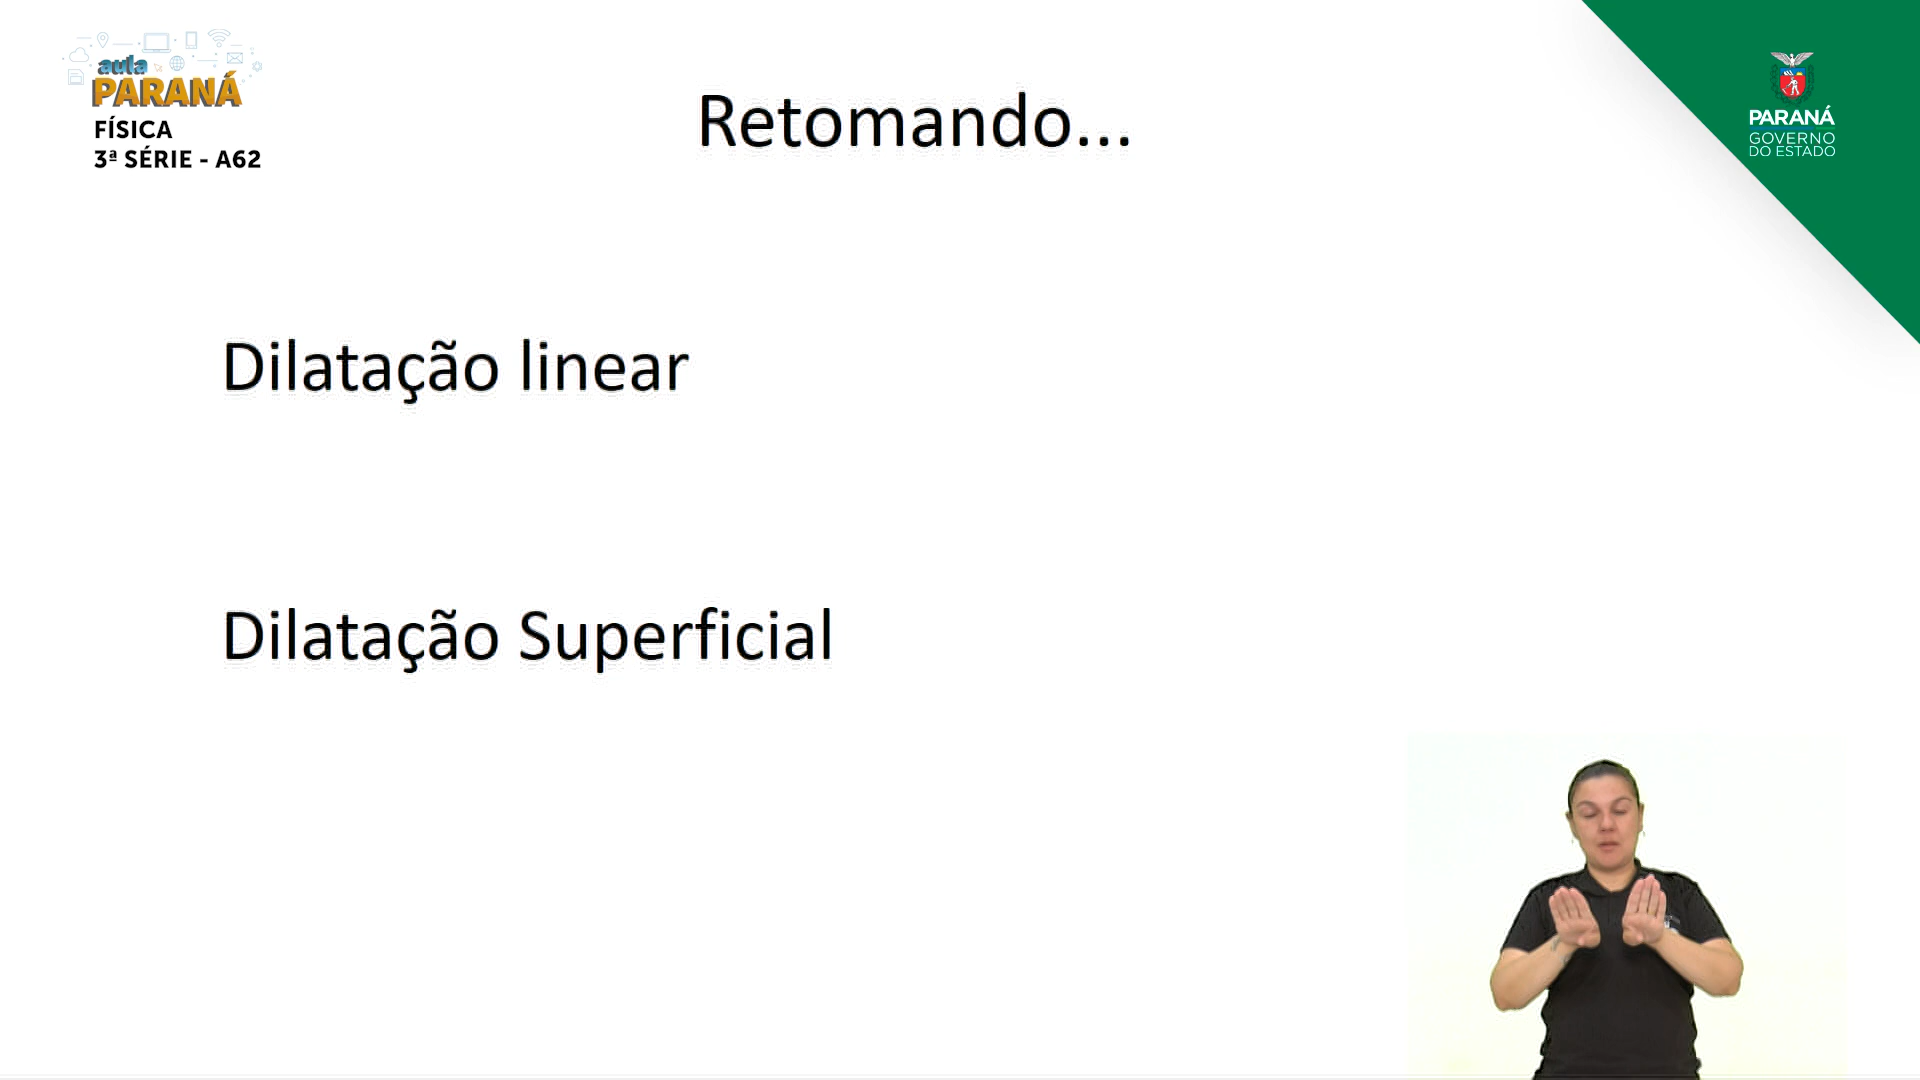 aula
PARANÁ
FÍSICA
3ª SÉRIE - A62
Retomando...
PARANÁ
GOVERNO
DO ESTADO
Dilatação linear
Dilatação Superficial